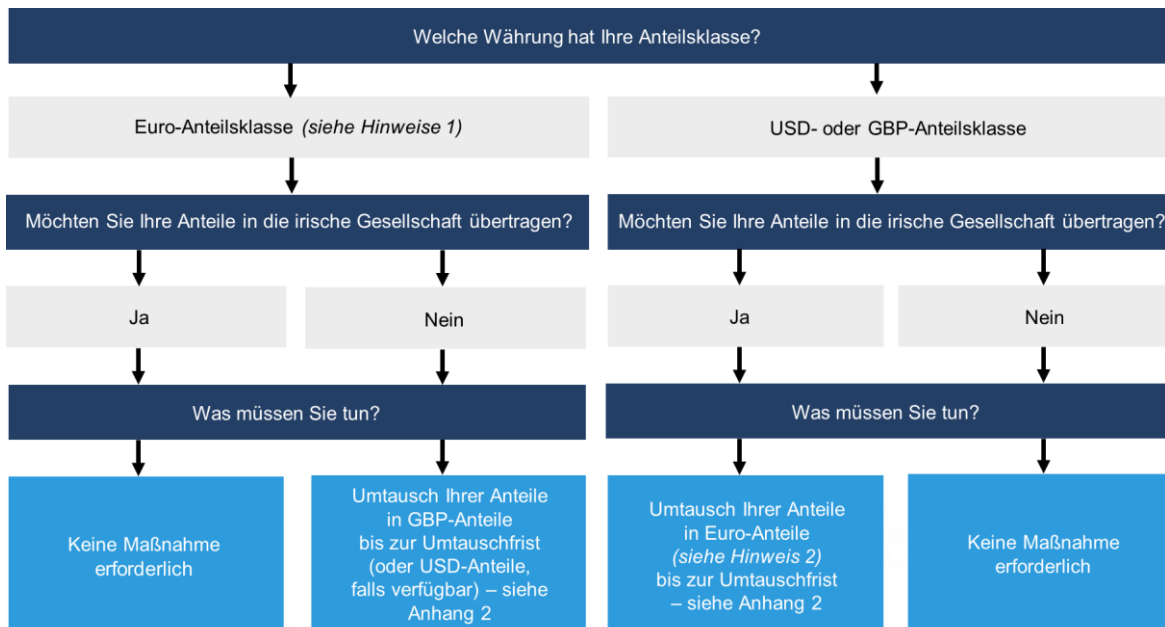 Welche Währung hat Ihre Anteilsklasse?
Euro-Anteilsklasse (siehe Hinweise 1)
USD- oder GBP-Anteilsklasse
Möchten Sie Ihre Anteile in die irische Gesellschaft übertragen?
Möchten Sie Ihre Anteile in die irische Gesellschaft übertragen?
Ja
Nein
Ja
Nein
Was müssen Sie tun?
Was müssen Sie tun?
Keine Maßnahme
erforderlich
Umtausch Ihrer Anteile
in GBP-Anteile
bis zur Umtauschfrist
(oder USD-Anteile,
falls verfügbar) – siehe
Anhang 2
Umtausch Ihrer Anteile
in Euro-Anteile
(siehe Hinweis 2)
bis zur Umtauschfrist
– siehe Anhang 2
Keine Maßnahme
erforderlich